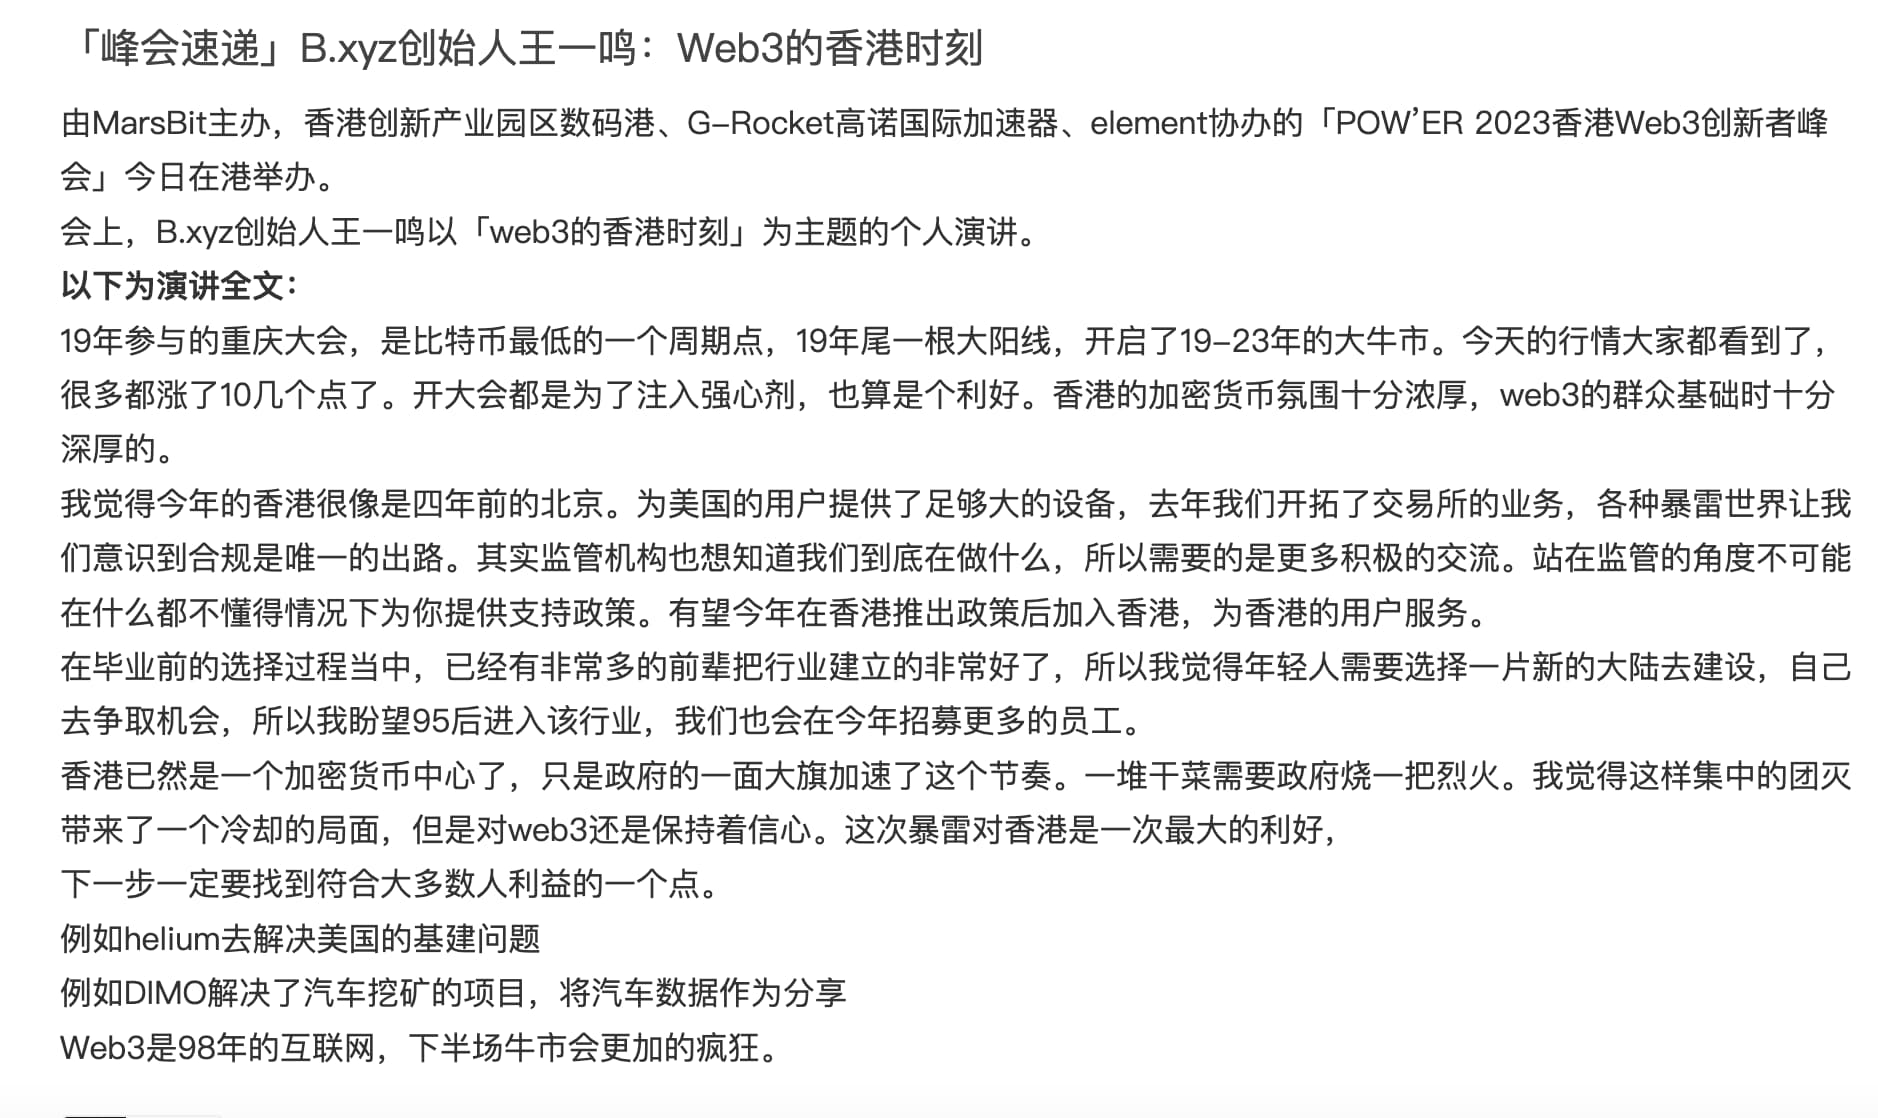 「峰会速递」B.xyz创始人王一鸣：Web3的香港时刻
由MarsBit主办，香港创新产业园区数码港、G-Rocket高诺国际加速器、element协办的「POW’ER 2023香港Web3创新者峰
会」今日在港举办。
会上，B.xyz创始人王一鸣以「web3的香港时刻」为主题的个人演讲。
以下为演讲全文：
19年参与的重庆大会，是比特币最低的一个周期点，19年尾一根大阳线，开启了19-23年的大牛市。今天的行情大家都看到了，
很多都涨了10几个点了。开大会都是为了注入强心剂，也算是个利好。香港的加密货币氛围十分浓厚，web3的群众基础时十分
深厚的。
我觉得今年的香港很像是四年前的北京。为美国的用户提供了足够大的设备，去年我们开拓了交易所的业务，各种暴雷世界让我
们意识到合规是唯一的出路。其实监管机构也想知道我们到底在做什么，所以需要的是更多积极的交流。站在监管的角度不可能
在什么都不懂得情况下为你提供支持政策。有望今年在香港推出政策后加入香港，为香港的用户服务。
在毕业前的选择过程当中，已经有非常多的前辈把行业建立的非常好了，所以我觉得年轻人需要选择一片新的大陆去建设，自己
去争取机会，所以我盼望95后进入该行业，我们也会在今年招募更多的员工。
香港已然是一个加密货币中心了，只是政府的一面大旗加速了这个节奏。一堆干菜需要政府烧一把烈火。我觉得这样集中的团灭
带来了一个冷却的局面，但是对web3还是保持着信心。这次暴雷对香港是一次最大的利好，
下一步一定要找到符合大多数人利益的一个点。
例如helium去解决美国的基建问题
例如DIMO解决了汽车挖矿的项目，将汽车数据作为分享
Web3是98年的互联网，下半场牛市会更加的疯狂。